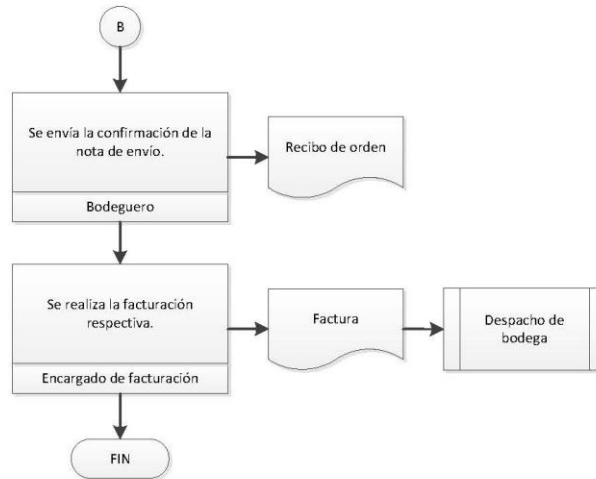 B
Se envía la confirmación de la
nota de envío.
Recibo de orden
Bodeguero
Se realiza la facturación
respectiva.
Factura
Despacho de
bodega
Encargado de facturación
FIN